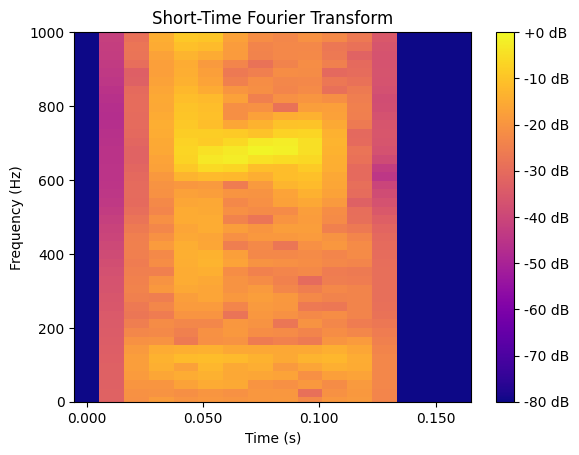 Short-Time Fourier Transform
1000
800
600
400
200
0
Frequency (Hz)
0.000
0.050
0.100
0.150
Time (s)
+0 dB
-10 dB
-20 dB
-30 dB
-40 dB
-50 dB
-60 dB
-70 dB
-80 dB